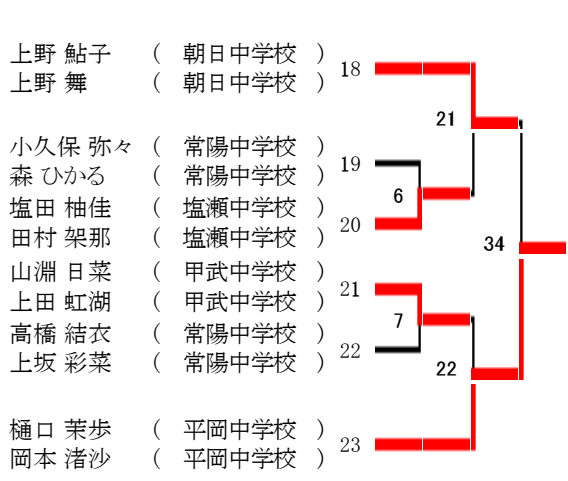 上野 鮎子 ( 朝日中学校 ) 18
上野 舞 ( 朝日中学校 )
21
小久保 弥々 ( 常陽中学校 ) 19
森 ひかる ( 常陽中学校 )
6
塩田 柚佳 ( 塩瀬中学校 ) 20
田村 架那 ( 塩瀬中学校 )
34
山淵 日菜 ( 甲武中学校 ) 21
上田 虹湖 ( 甲武中学校 )
7
高橋 結衣 ( 常陽中学校 ) 22
上坂 彩菜 ( 常陽中学校 )
22
樋口 茉歩 ( 平岡中学校 ) 23
岡本 渚沙 ( 平岡中学校 )